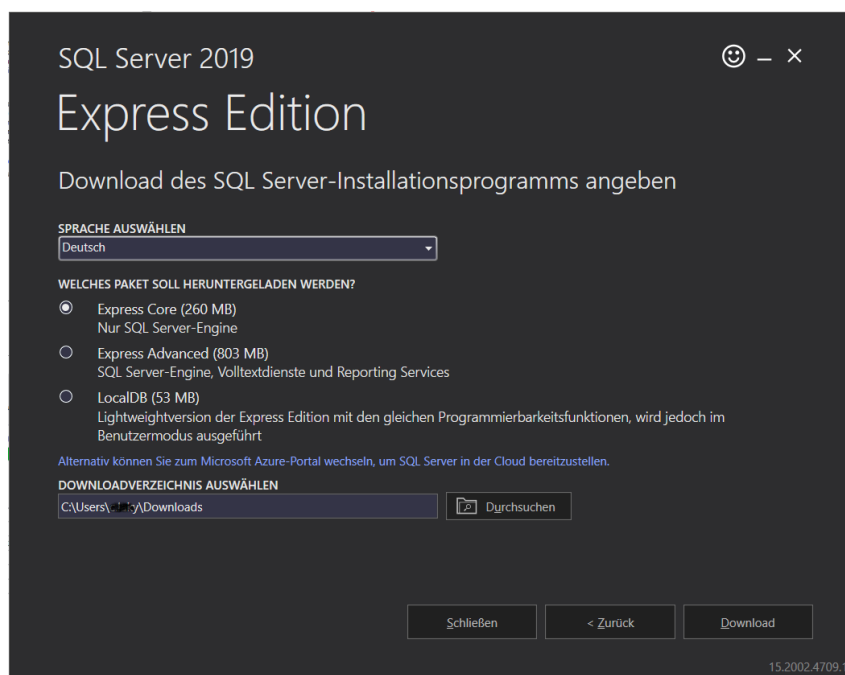 SQL Server 2019
Express Edition
Download des SQL Server-Installationsprogramms angeben
SPRACHE AUSWÄHLEN
Deutsch
WELCHES PAKET SOLL HERUNTERGELADEN WERDEN?
Express Core (260 MB)
Nur SQL Server-Engine
Express Advanced (803 MB)
SQL Server-Engine, Volltextdienste und Reporting Services
LocalDB (53 MB)
Lightweightversion der Express Edition mit den gleichen Programmierbarkeitsfunktionen, wird jedoch im
Benutzermodus ausgeführt
Alternativ können Sie zum Microsoft Azure-Portal wechseln, um SQL Server in der Cloud bereitzustellen.
DOWNLOADVERZEICHNIS AUSWÄHLEN
C:\Users\ y\Downloads
Durchsuchen
Schließen
< Zurück
Download
15.2002.4709.1